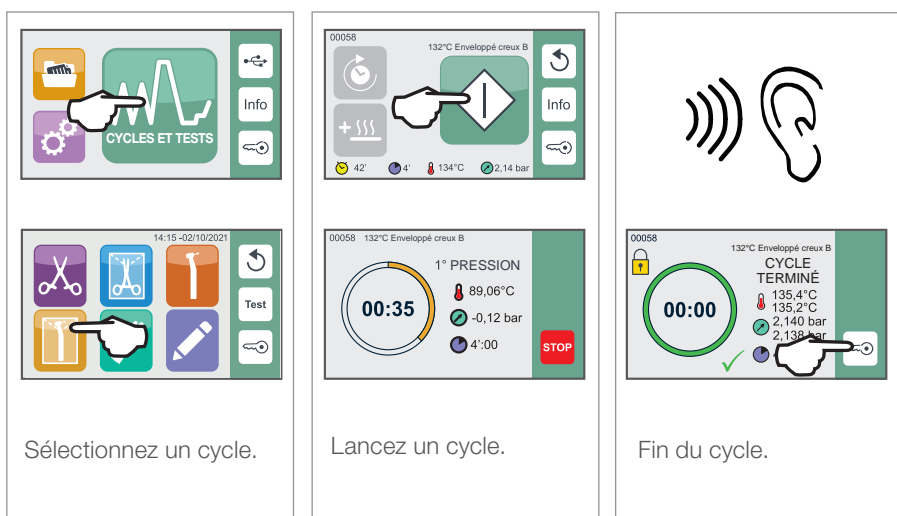 Info
CYCLES ET TESTS
14:15 -02/10/2021
Test
Sélectionnez un cycle.
00058
132°C Enveloppé creux B
Info
42' 4' 134°C 2,14 bar
00058 132°C Enveloppé creux B
1° PRESSION
00:35
89,06°C
-0,12 bar
4':00
STOP
Lancez un cycle.
00058
132°C Enveloppé creux B
CYCLE
TERMINÉ
00:00
135,4°C
135,2°C
2,140 bar
2,138 bar
Fin du cycle.